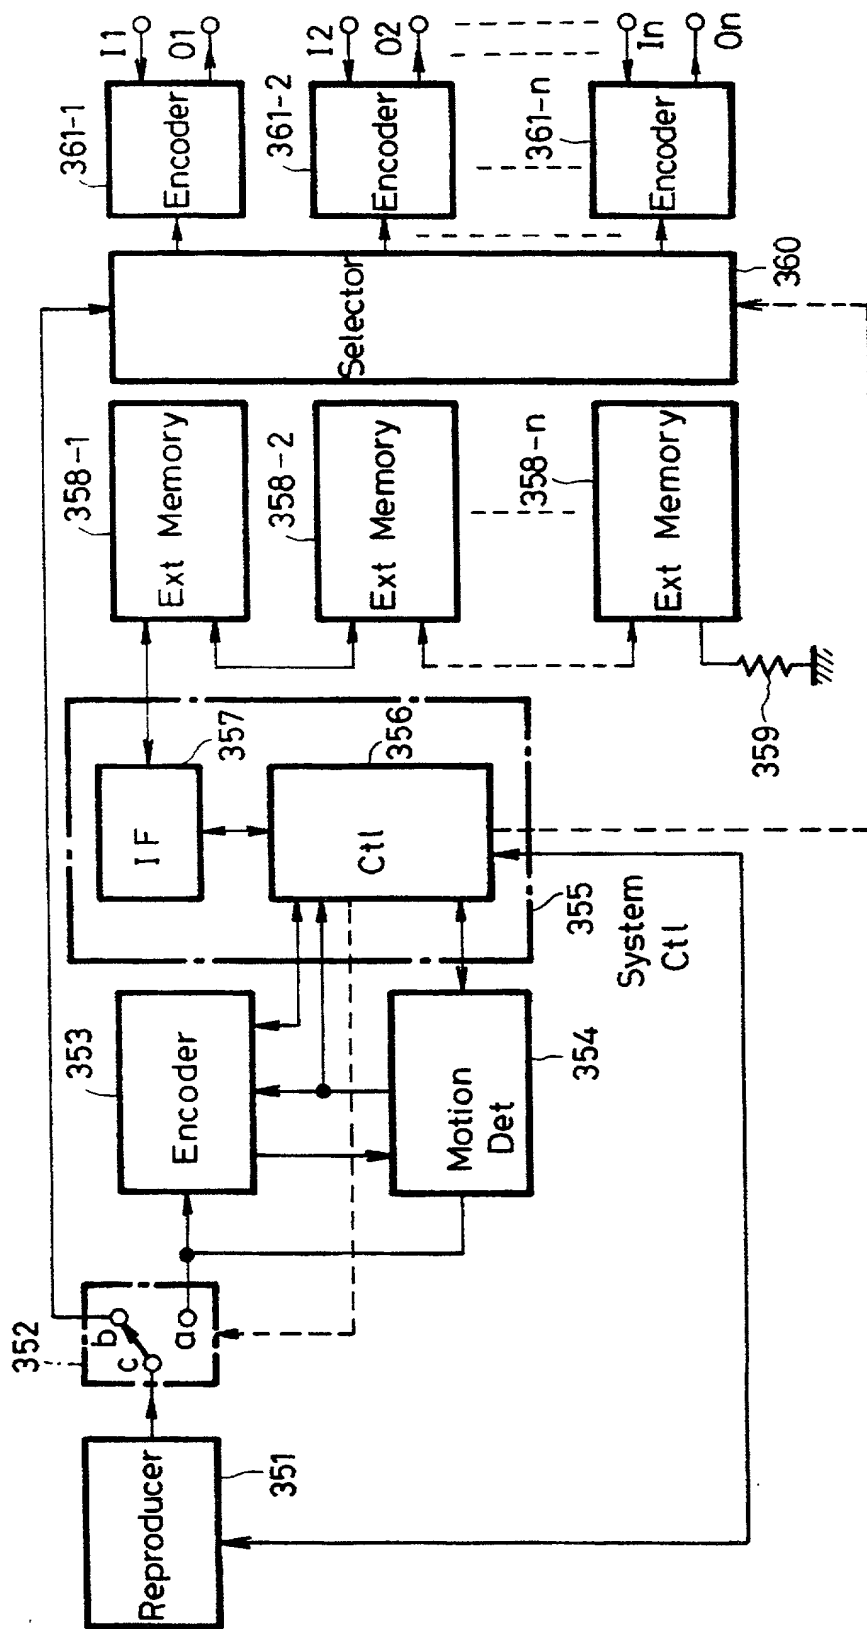 Reproducer
351
352
b
c
a
Encoder
353
Motion
Det
354
System
Ctl
355
IF
357
Ctl
356
Ext Memory
358-1
Ext Memory
358-2
Ext Memory
358-n
359
Selector
360
Encoder
361-1
I1
O1
Encoder
361-2
I2
O2
Encoder
361-n
In
On